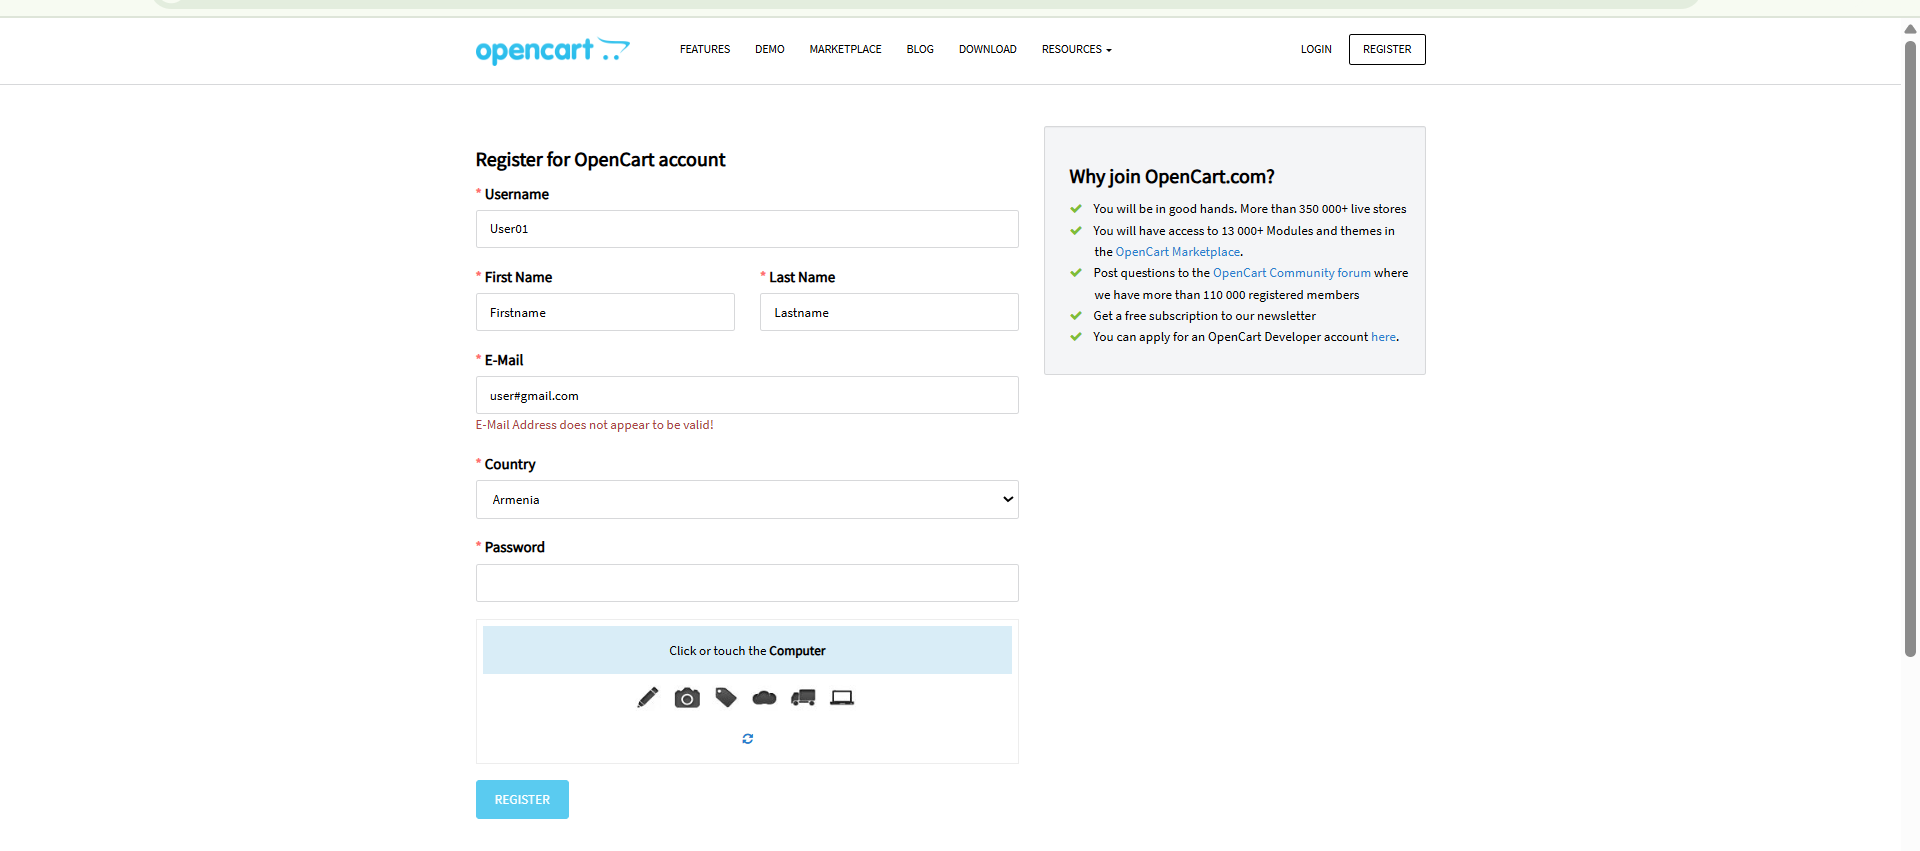 opencart
FEATURES DEMO MARKETPLACE BLOG DOWNLOAD RESOURCES LOGIN REGISTER
Register for OpenCart account
* Username
User01
* First Name * Last Name
Firstname Lastname
* E-Mail
user#gmail.com
E-Mail Address does not appear to be valid!
* Country
Armenia
* Password
Click or touch the Computer
REGISTER
Why join OpenCart.com?
You will be in good hands. More than 350 000+ live stores
You will have access to 13 000+ Modules and themes in
the OpenCart Marketplace.
Post questions to the OpenCart Community forum where
we have more than 110 000 registered members
Get a free subscription to our newsletter
You can apply for an OpenCart Developer account here.